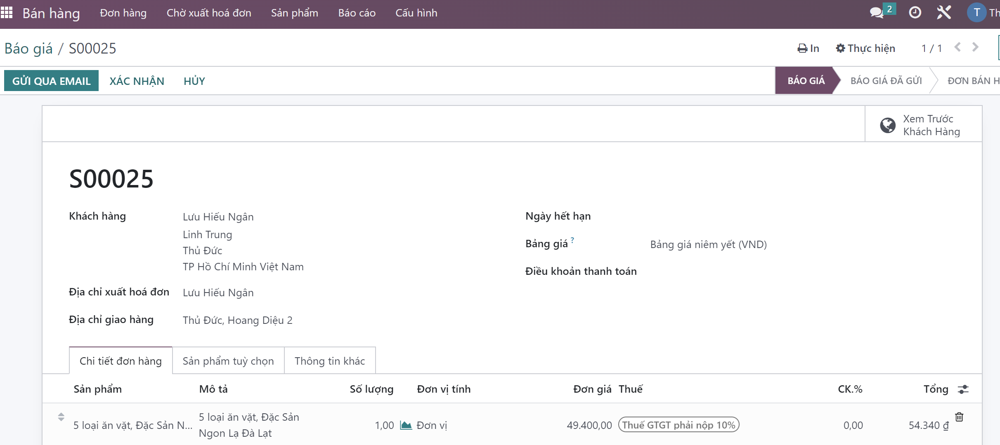 Bán hàng Đơn hàng Chờ xuất hoá đơn Sản phẩm Báo cáo Cấu hình 2 T Th
Báo giá / S00025 In Thực hiện 1 / 1
GỬI QUA EMAIL XÁC NHẬN HỦY BÁO GIÁ BÁO GIÁ ĐÃ GỬI ĐƠN BÁN H
Xem Trước
Khách Hàng
S00025
Khách hàng Lưu Hiếu Ngân
Linh Trung
Thủ Đức
TP Hồ Chí Minh Việt Nam
Địa chỉ xuất hoá đơn Lưu Hiếu Ngân
Địa chỉ giao hàng Thủ Đức, Hoang Diệu 2
Ngày hết hạn
Bảng giá ? Bảng giá niêm yết (VND)
Điều khoản thanh toán
Chi tiết đơn hàng Sản phẩm tuỳ chọn Thông tin khác
Sản phẩm Mô tả Số lượng Đơn vị tính Đơn giá Thuế CK.% Tổng
5 loại ăn vặt, Đặc Sản N... 5 loại ăn vặt, Đặc Sản
Ngon Lạ Đà Lạt 1,00 Đơn vị 49.400,00 Thuế GTGT phải nộp 10% 0,00 54.340 ₫